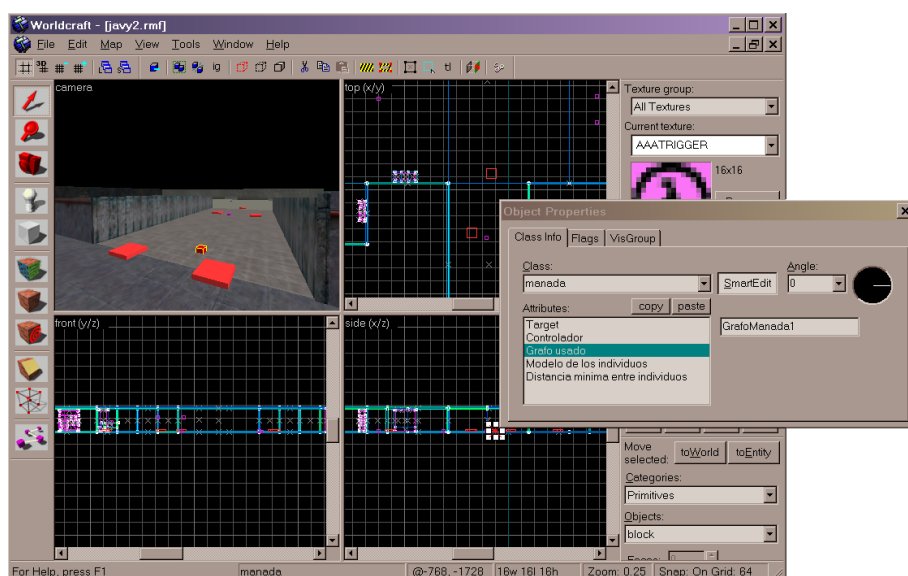 Worldcraft - [javy2.rmf]
File Edit Map View Tools Window Help
camera
top (x/y)
Texture group:
All Textures
Current texture:
AAATRIGGER
16x16
Object Properties
Class Info Flags VisGroup
Class:
manada
SmartEdit
Angle:
0
Attributes:
copy paste
Target
Controlador
Grafo usado
Modelo de los individuos
Distancia minima entre individuos
GrafoManada1
front (y/z)
side (x/z)
Move
selected:
toWorld toEntity
Categories:
Primitives
Objects:
block
For Help, press F1
manada
@-768, -1728
16w 16l 16h
Zoom: 0.25
Snap: On Grid: 64